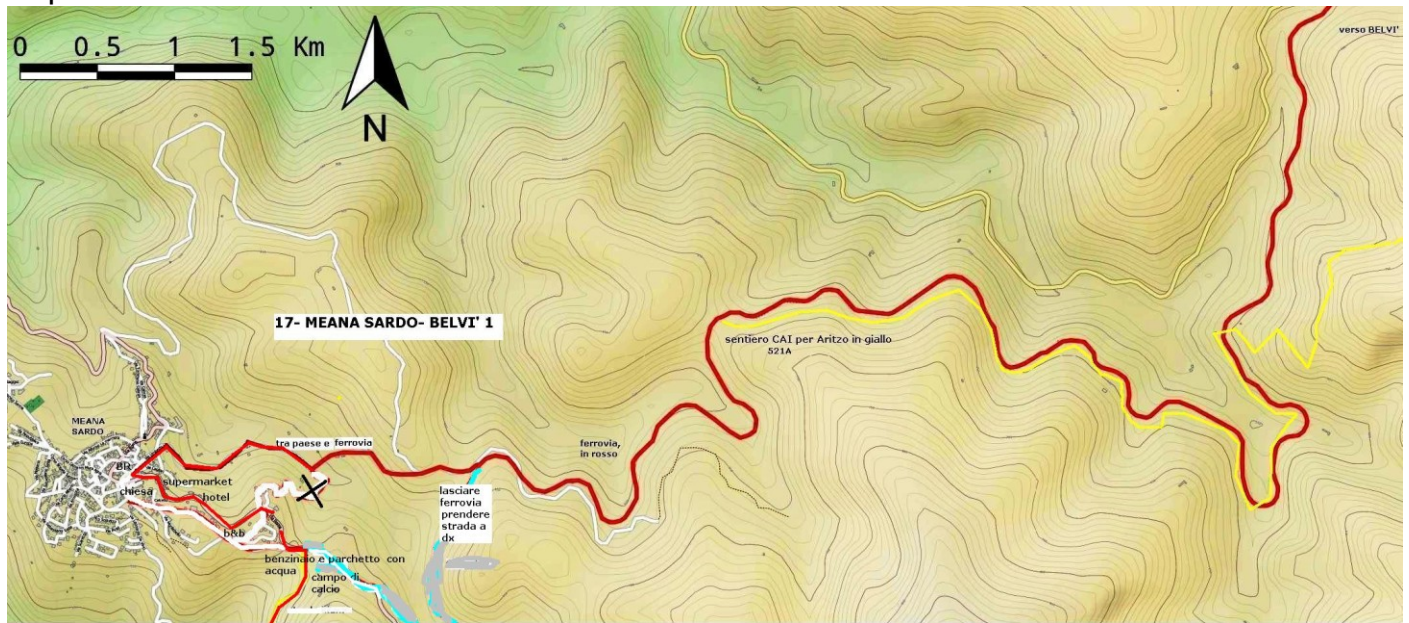 0 0.5 1 1.5 Km
N
verso BELVI'
17- MEANA SARDO- BELVI' 1
sentiero CAI per Aritzo in giallo
521A
MEANA
SARDO
tra paese e ferrovia
ferrovia,
in rosso
BR
supermarket
chiesa
hotel
lasciare
ferrovia
prendere
strada a
dx
b&b
benzinaio e parchetto con
acqua
campo di
calcio